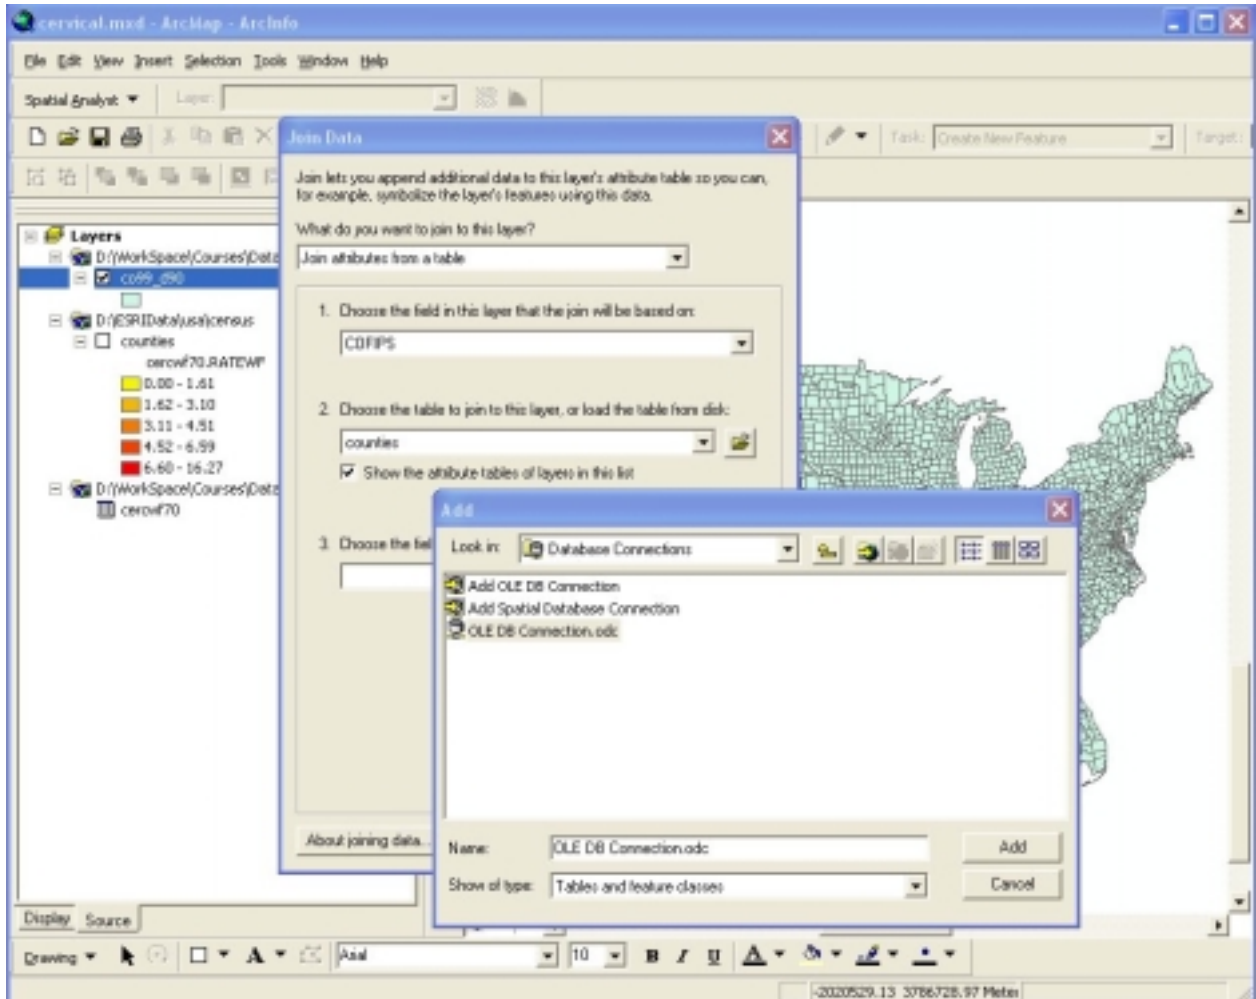 cervical.mxd - ArcMap - ArcInfo
File Edit View Insert Selection Tools Window Help
Spatial Analyst
Layer:
Task: Create New Feature
Target:
Layers
D:\WorkSpace\Courses\Data
co99_d90
D:\ESRIData\usa\census
counties
cerowf70.RATEWF
0.00 - 1.61
1.62 - 3.10
3.11 - 4.51
4.52 - 6.59
6.60 - 16.27
D:\WorkSpace\Courses\Data
cerowf70
Display Source
Join Data
Join lets you append additional data to this layer's attribute table so you can,
for example, symbolize the layer's features using this data.
What do you want to join to this layer?
Join attributes from a table
1. Choose the field in this layer that the join will be based on:
COFIPS
2. Choose the table to join to this layer, or load the table from disk:
counties
Show the attribute tables of layers in this list
3. Choose the fiel
About joining data...
Add
Look in: Database Connections
Add OLE DB Connection
Add Spatial Database Connection
OLE DB Connection.odc
Name: OLE DB Connection.odc
Add
Show of type: Tables and feature classes
Cancel
Drawing
A
Arial
10
B I U A
-2020529.13 3786728.97 Meter